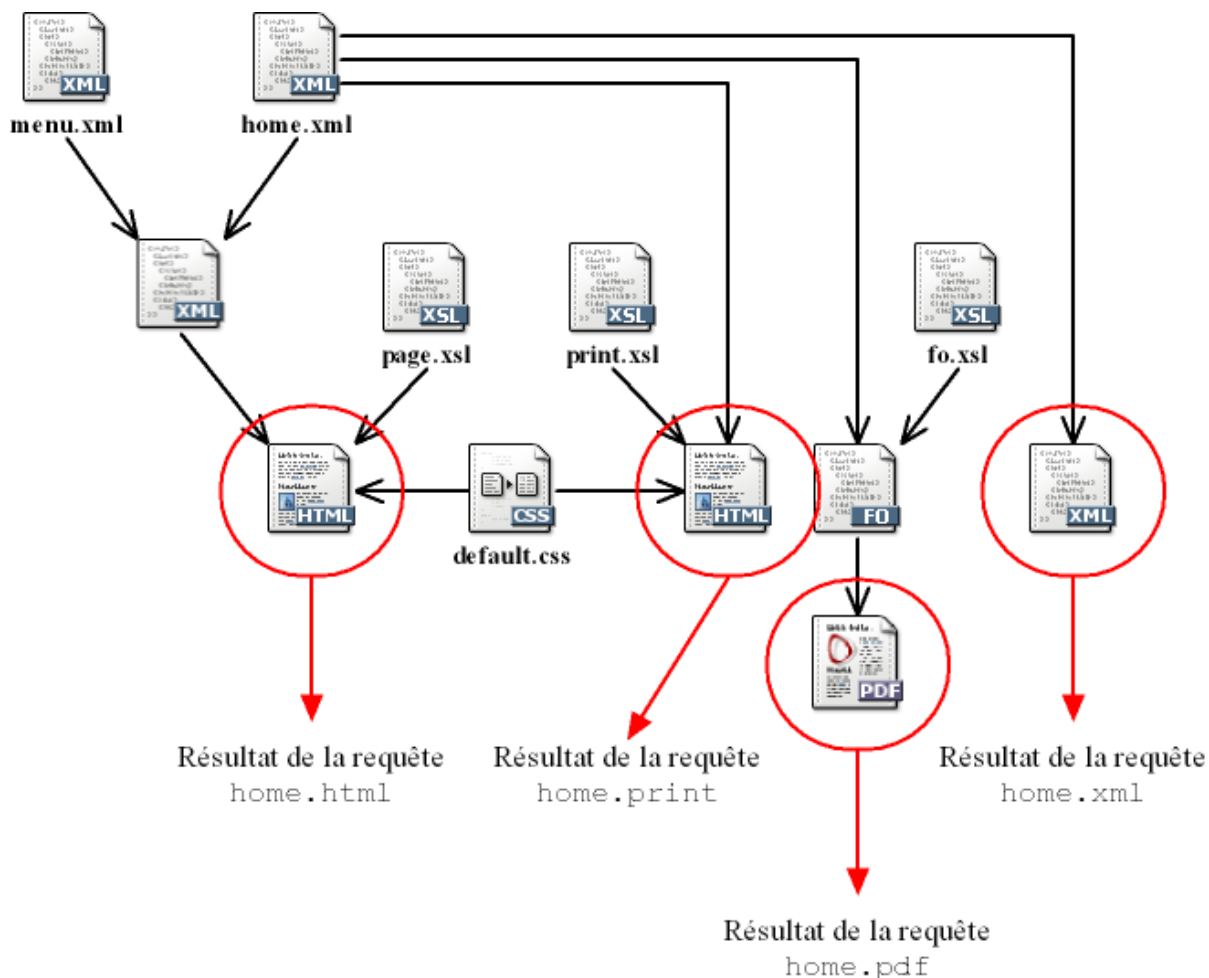 XML
XML
menu.xml
home.xml
XML
XSL
XSL
XSL
page.xsl
print.xsl
fo.xsl
HTML
CSS
HTML
FO
XML
default.css
PDF
Résultat de la requête
home.html
Résultat de la requête
home.print
Résultat de la requête
home.xml
Résultat de la requête
home.pdf